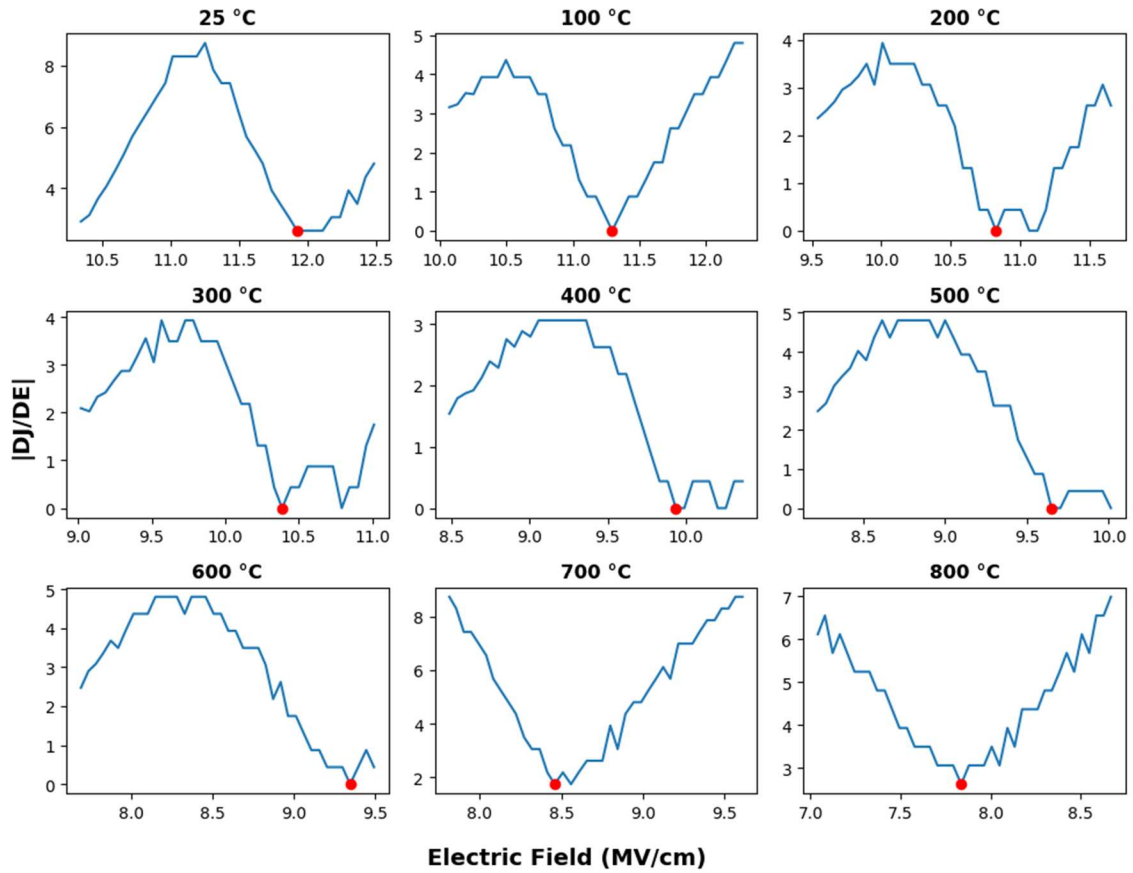 25 °C
100 °C
200 °C
8
6
4
10.5 11.0 11.5 12.0 12.5
5
4
3
2
1
0
10.0 10.5 11.0 11.5 12.0
4
3
2
1
0
9.5 10.0 10.5 11.0 11.5
300 °C
400 °C
500 °C
4
3
2
1
0
9.0 9.5 10.0 10.5 11.0
3
2
1
0
8.5 9.0 9.5 10.0
5
4
3
2
1
0
8.5 9.0 9.5 10.0
600 °C
700 °C
800 °C
5
4
3
2
1
0
8.0 8.5 9.0 9.5
8
6
4
2
8.0 8.5 9.0 9.5
7
6
5
4
3
7.0 7.5 8.0 8.5
|DJ/DE|
Electric Field (MV/cm)